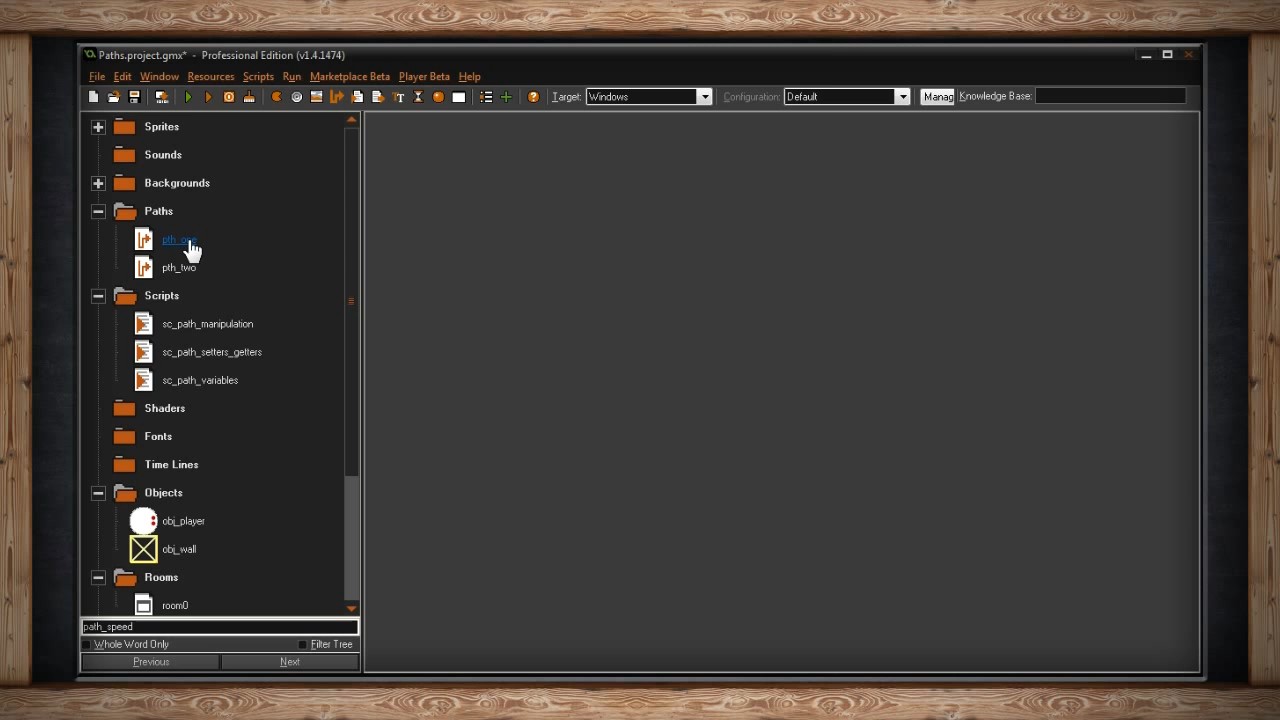 Paths.project.gmx* - Professional Edition (v1.4.1474)
File Edit Window Resources Scripts Run Marketplace Beta Player Beta Help
Target: Windows Configuration: Default Manag Knowledge Base:
Sprites
Sounds
Backgrounds
Paths
pth_one
pth_two
Scripts
sc_path_manipulation
sc_path_setters_getters
sc_path_variables
Shaders
Fonts
Time Lines
Objects
obj_player
obj_wall
Rooms
room0
path_speed
Whole Word Only Filter Tree
Previous Next